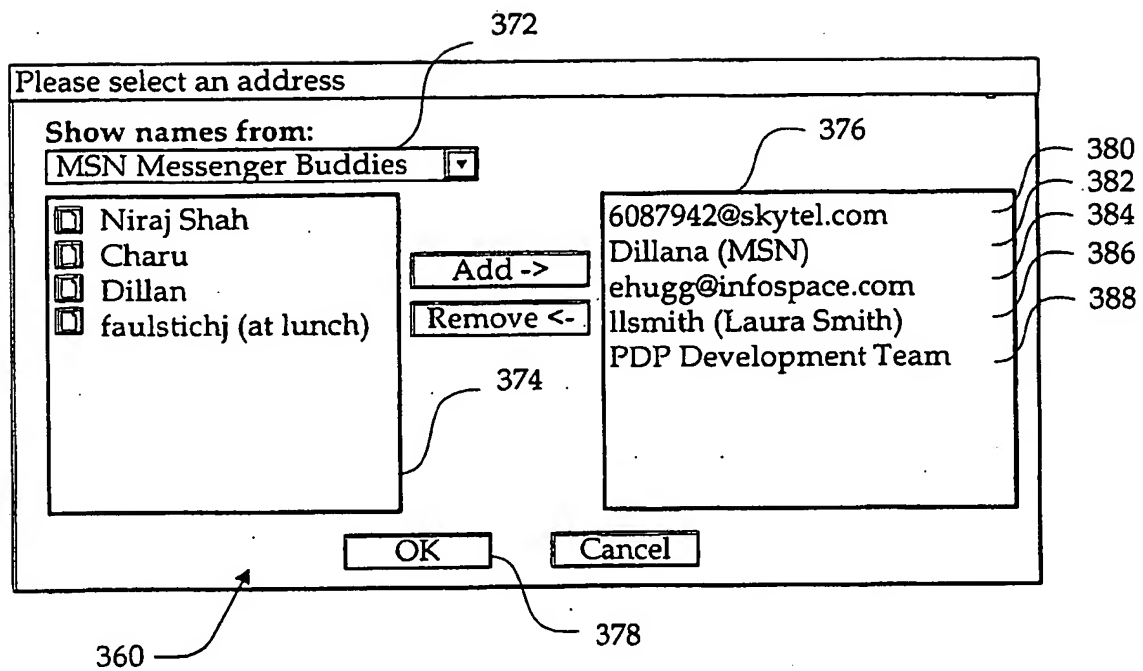 372
Please select an address
Show names from:
MSN Messenger Buddies
376
380
382
384
386
388
Niraj Shah
Charu
Dillan
faulstichj (at lunch)
Add ->
Remove <-
6087942@skytel.com
Dillana (MSN)
ehugg@infospace.com
llsmith (Laura Smith)
PDP Development Team
374
OK
Cancel
378
360